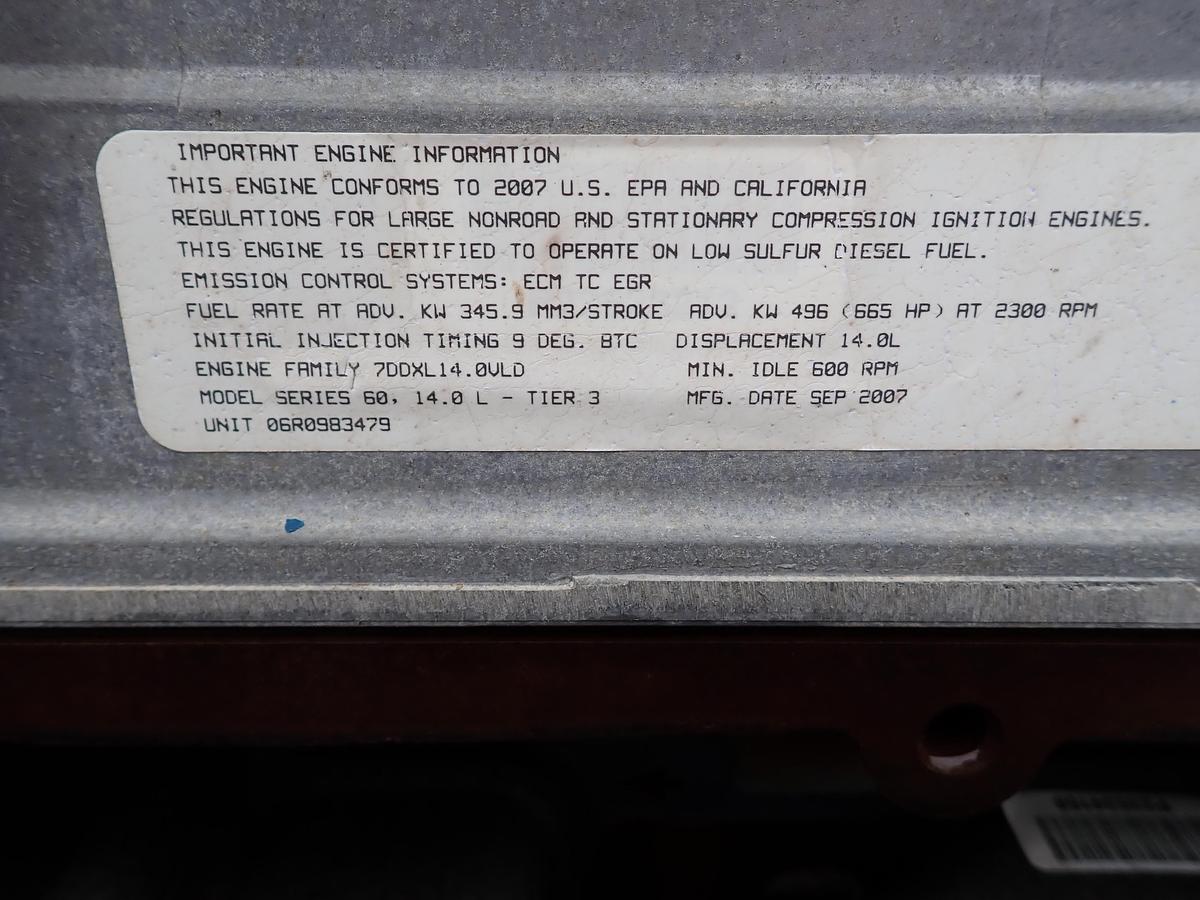 IMPORTANT ENGINE INFORMATION
THIS ENGINE CONFORMS TO 2007 U.S. EPA AND CALIFORNIA
REGULATIONS FOR LARGE NONROAD AND STATIONARY COMPRESSION IGNITION ENGINES.
THIS ENGINE IS CERTIFIED TO OPERATE ON LOW SULFUR DIESEL FUEL.
EMISSION CONTROL SYSTEMS: ECM TC EGR
FUEL RATE AT ADV. KW 345.9 MM3/STROKE ADV. KW 496 (665 HP) AT 2300 RPM
INITIAL INJECTION TIMING 9 DEG. BTC DISPLACEMENT 14.0L
ENGINE FAMILY 7DDXL14.0VLD MIN. IDLE 600 RPM
MODEL SERIES 60, 14.0 L - TIER 3 MFG. DATE SEP 2007
UNIT 06R0983479